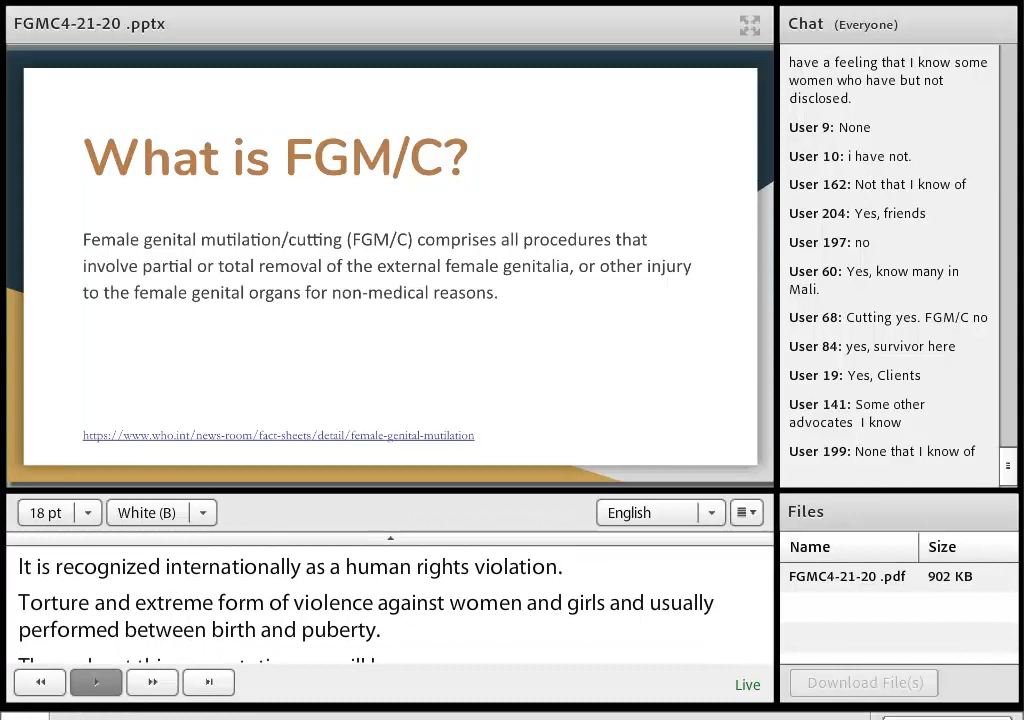 FGMC4-21-20 .pptx
What is FGM/C?
Female genital mutilation/cutting (FGM/C) comprises all procedures that
involve partial or total removal of the external female genitalia, or other injury
to the female genital organs for non-medical reasons.
https://www.who.int/news-room/fact-sheets/detail/female-genital-mutilation
Chat (Everyone)
have a feeling that I know some
women who have but not
disclosed.
User 9: None
User 10: i have not.
User 162: Not that I know of
User 204: Yes, friends
User 197: no
User 60: Yes, know many in
Mali.
User 68: Cutting yes. FGM/C no
User 84: yes, survivor here
User 19: Yes, Clients
User 141: Some other
advocates I know
User 199: None that I know of
18 pt
White (B)
English
It is recognized internationally as a human rights violation.
Torture and extreme form of violence against women and girls and usually
performed between birth and puberty.
Live
Files
Name Size
FGMC4-21-20 .pdf 902 KB
Download File(s)